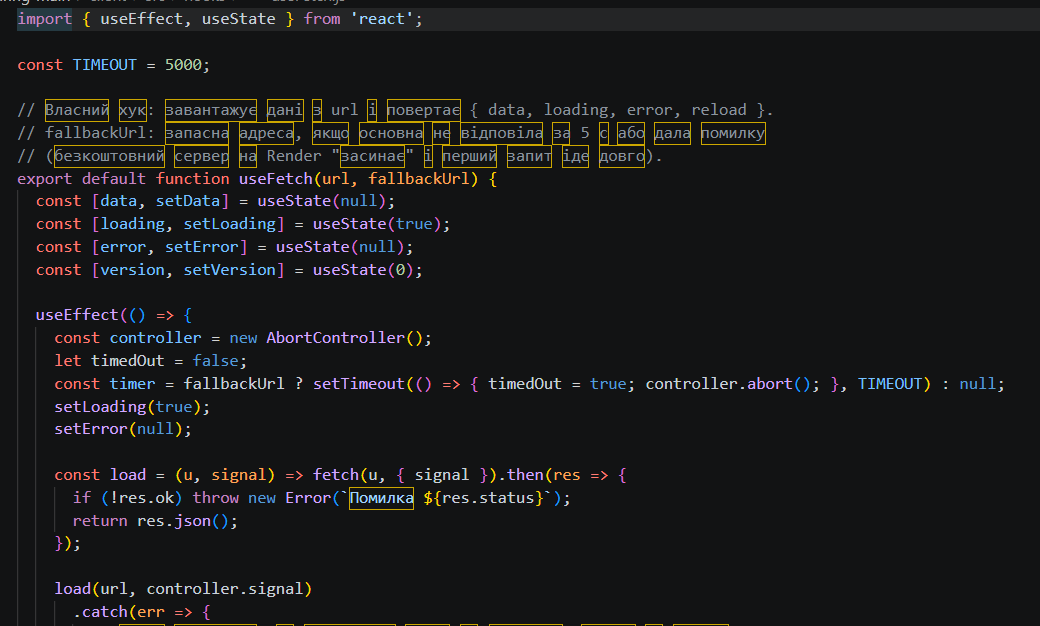 import { useEffect, useState } from 'react';
const TIMEOUT = 5000;
// Власний хук: завантажує дані з url і повертає { data, loading, error, reload }.
// fallbackUrl: запасна адреса, якщо основна не відповіла за 5 с або дала помилку
// (безкоштовний сервер на Render "засинає" і перший запит іде довго).
export default function useFetch(url, fallbackUrl) {
const [data, setData] = useState(null);
const [loading, setLoading] = useState(true);
const [error, setError] = useState(null);
const [version, setVersion] = useState(0);
useEffect(() => {
const controller = new AbortController();
let timedOut = false;
const timer = fallbackUrl ? setTimeout(() => { timedOut = true; controller.abort(); }, TIMEOUT) : null;
setLoading(true);
setError(null);
const load = (u, signal) => fetch(u, { signal }).then(res => {
if (!res.ok) throw new Error(`Помилка ${res.status}`);
return res.json();
});
load(url, controller.signal)
.catch(err => {